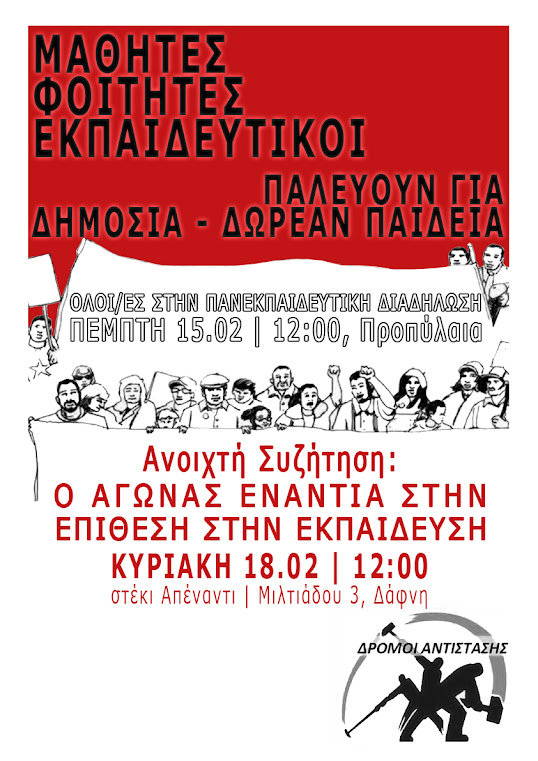 ΜΑΘΗΤΕΣ
ΦΟΙΤΗΤΕΣ
ΕΚΠΑΙΔΕΥΤΙΚΟΙ
ΠΑΛΕΥΟΥΝ ΓΙΑ
ΔΗΜΟΣΙΑ - ΔΩΡΕΑΝ ΠΑΙΔΕΙΑ
ΟΛΟΙ/ΕΣ ΣΤΗΝ ΠΑΝΕΚΠΑΙΔΕΥΤΙΚΗ ΔΙΑΔΗΛΩΣΗ
ΠΕΜΠΤΗ 15.02 | 12:00, Προπύλαια
Ανοιχτή Συζήτηση:
Ο ΑΓΩΝΑΣ ΕΝΑΝΤΙΑ ΣΤΗΝ
ΕΠΙΘΕΣΗ ΣΤΗΝ ΕΚΠΑΙΔΕΥΣΗ
ΚΥΡΙΑΚΗ 18.02 | 12:00
στέκι Απέναντι | Μιλτιάδου 3, Δάφνη
ΔΡΟΜΟΙ ΑΝΤΙΣΤΑΣΗΣ